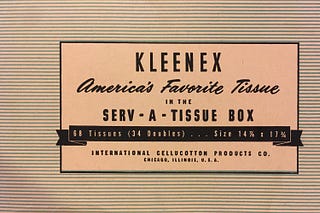 KLEENEX
America's Favorite Tissue
IN THE
SERV-A-TISSUE BOX
68 Tissues (34 Doubles) . . . Size 14⅞ x 17¾
INTERNATIONAL CELLUCOTTON PRODUCTS CO.
CHICAGO, ILLINOIS, U.S.A.